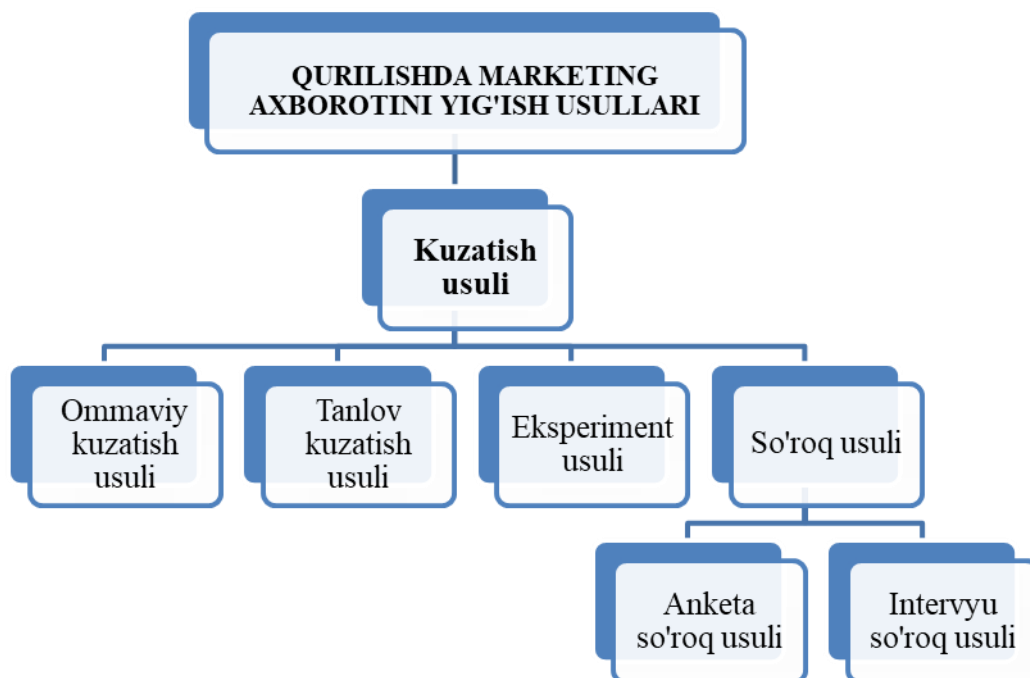 QURILISHDA MARKETING
AXBOROTINI YIG'ISH USULLARI
Kuzatish
usuli
Ommaviy
kuzatish
usuli
Tanlov
kuzatish
usuli
Eksperiment
usuli
So'roq usuli
Anketa
so'roq usuli
Intervyu
so'roq usuli